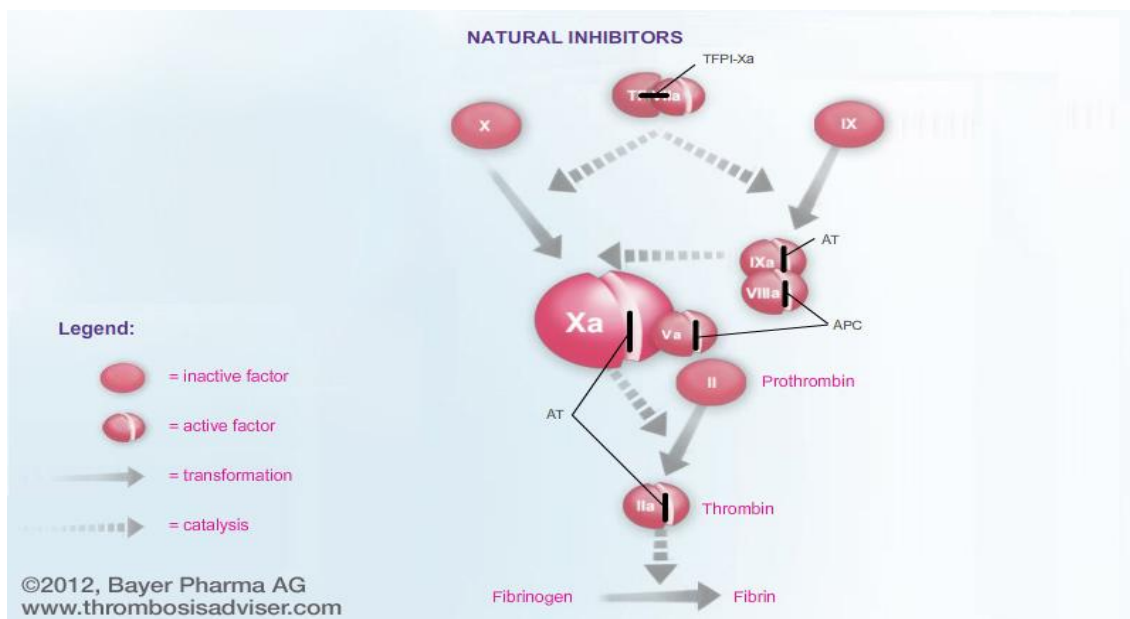 NATURAL INHIBITORS
TFPI-Xa
X
IX
AT
IXa
VIIIa
Xa
Va
APC
Legend:
II
Prothrombin
= inactive factor
AT
= active factor
= transformation
IIa
Thrombin
= catalysis
©2012, Bayer Pharma AG
www.thrombosisadviser.com
Fibrinogen
Fibrin